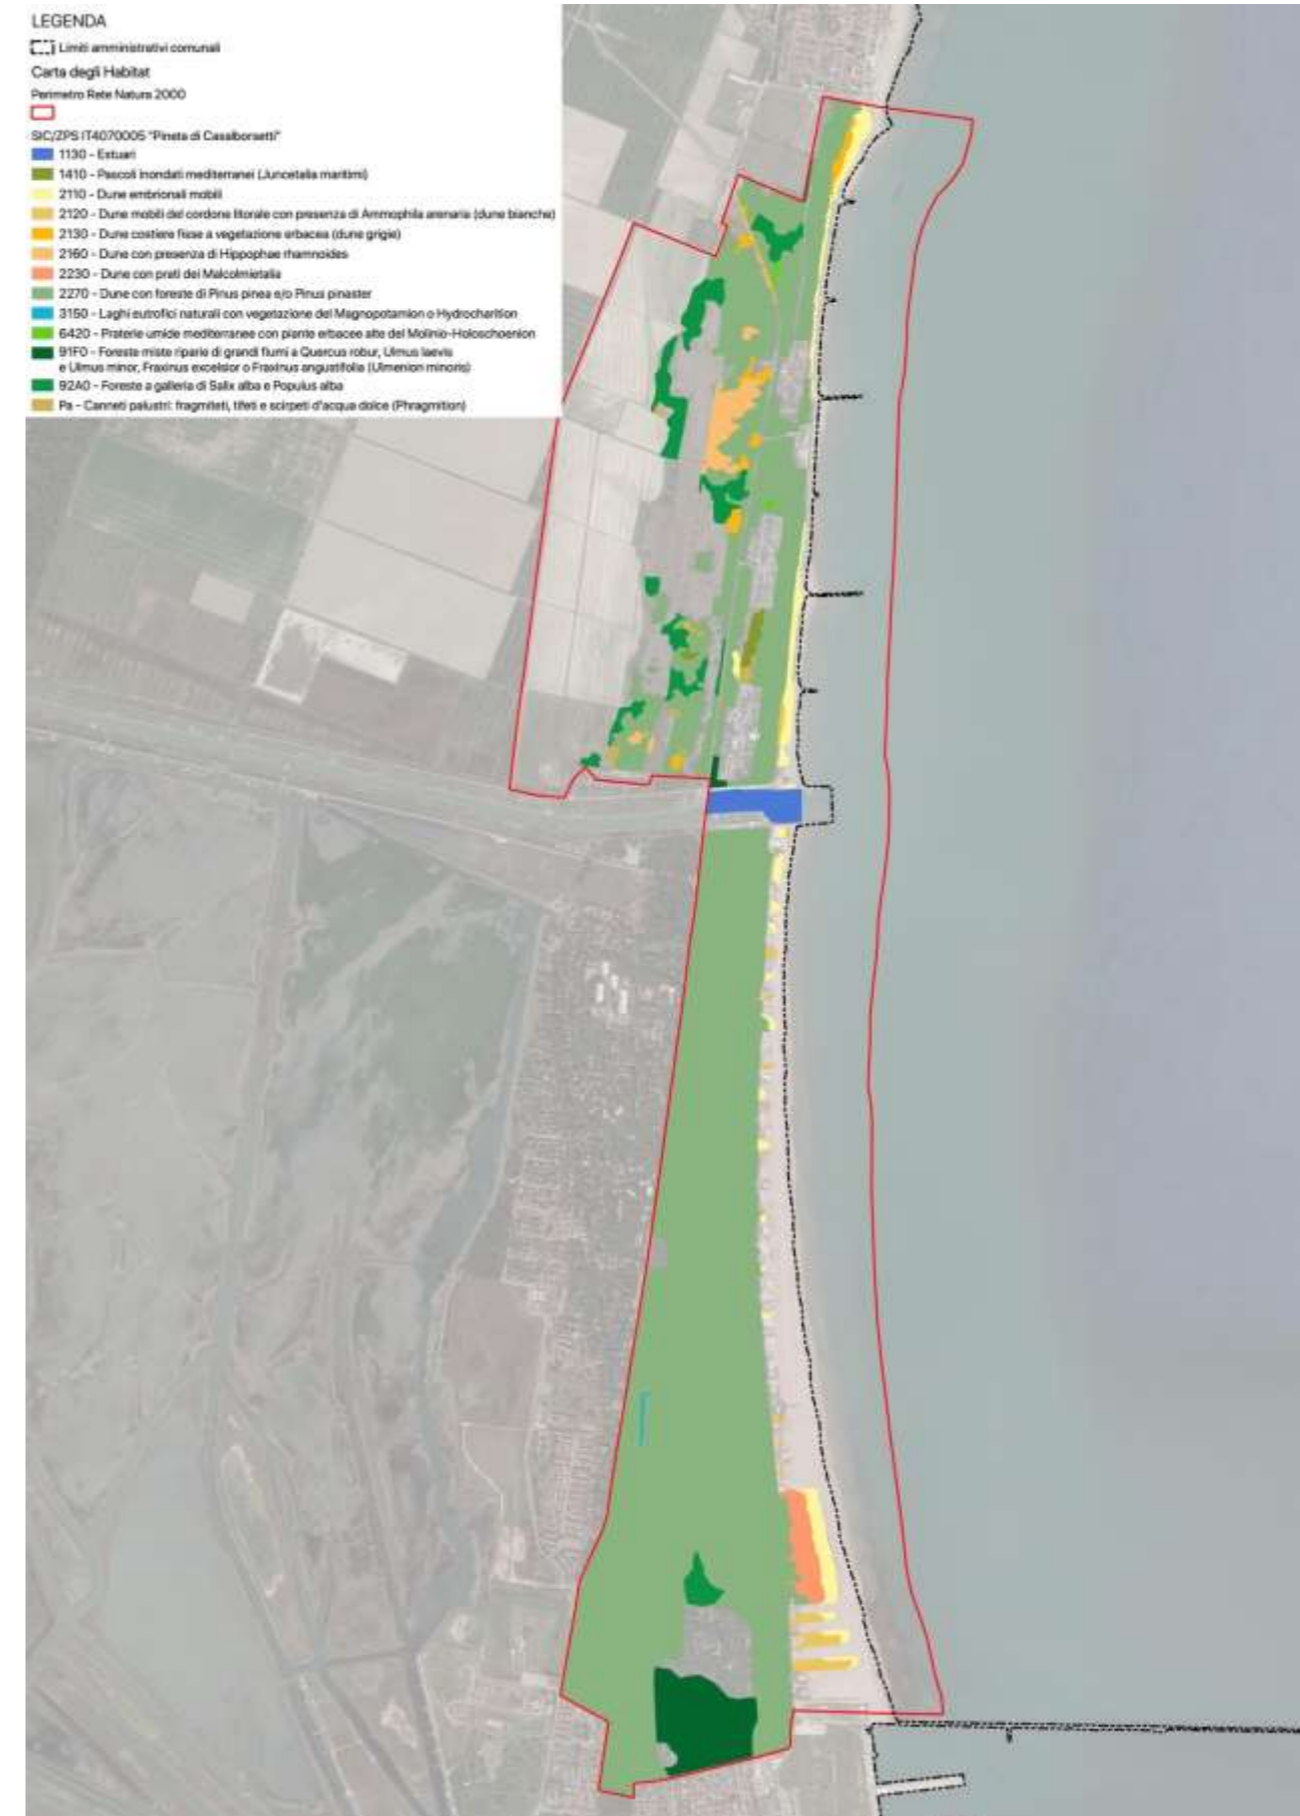 LEGENDA
Limiti amministrativi comunali
Carta degli Habitat
Perimetro Rete Natura 2000
SIC/ZPS IT4070005 "Pineta di Casalborsetti"
1130 - Estuari
1410 - Pascoli inondati mediterranei (Juncetalia maritimi)
2110 - Dune embrionali mobili
2120 - Dune mobili del cordone litorale con presenza di Ammophila arenaria (dune bianche)
2130 - Dune costiere fisse a vegetazione erbacea (dune grigie)
2160 - Dune con presenza di Hippophae rhamnoides
2230 - Dune con prati dei Malcolmietalia
2270 - Dune con foreste di Pinus pinea e/o Pinus pinaster
3150 - Laghi eutrofici naturali con vegetazione del Magnopotamion o Hydrocharition
6420 - Praterie umide mediterranee con piante erbacee alte del Molinio-Holoschoenion
91F0 - Foreste miste riparie di grandi fiumi a Quercus robur, Ulmus laevis
e Ulmus minor, Fraxinus excelsior o Fraxinus angustifolia (Ulmenion minoris)
92A0 - Foreste a galleria di Salix alba e Populus alba
Pa - Canneti palustri: fragmiteti, tifeti e scirpeti d'acqua dolce (Phragmition)